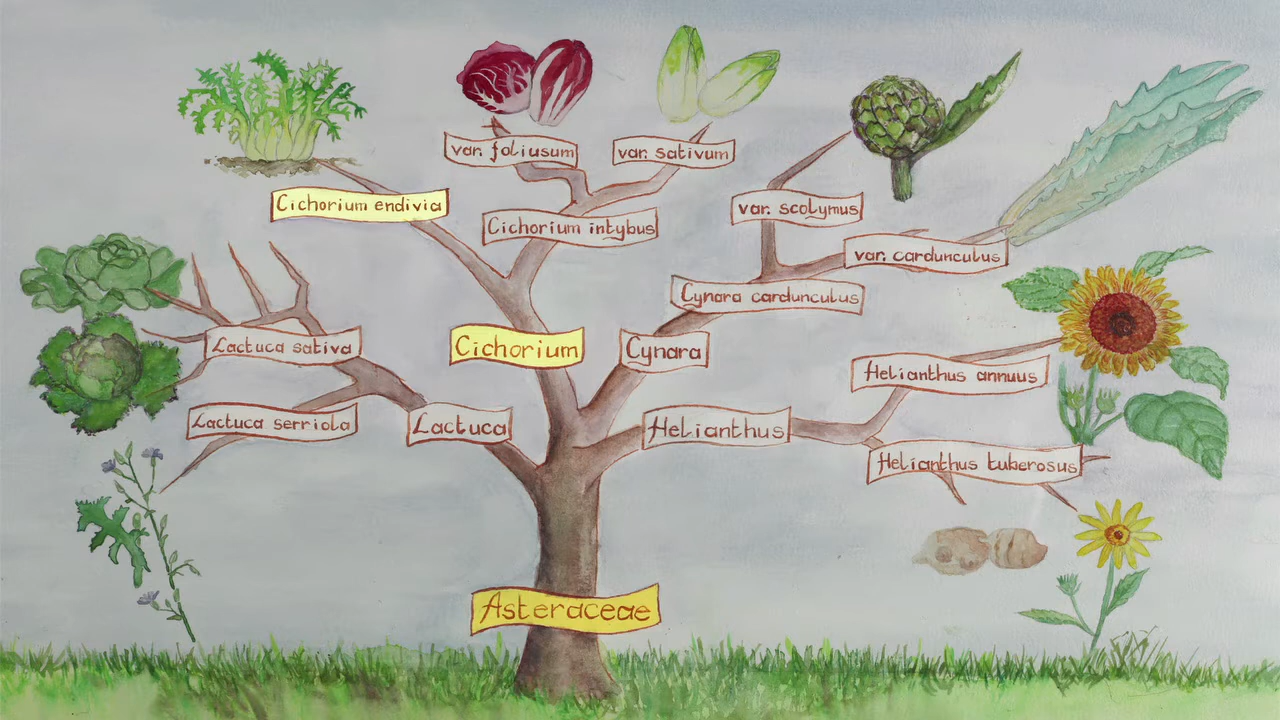 var. foliusum
var. sativum
Cichorium endivia
Cichorium intybus
var. scolymus
var. cardunculus
Cynara cardunculus
Lactuca sativa
Cichorium
Cynara
Helianthus annuus
Lactuca serriola
Lactuca
Helianthus
Helianthus tuberosus
Asteraceae